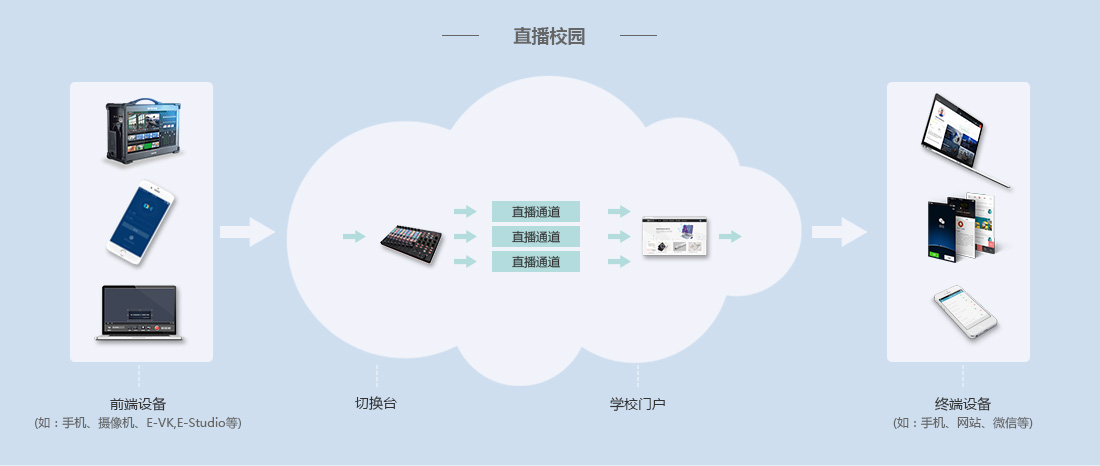 直播校园
直播通道
直播通道
直播通道
前端设备
(如：手机、摄像机、E-VK,E-Studio等)
切换台
学校门户
终端设备
(如：手机、网站、微信等)